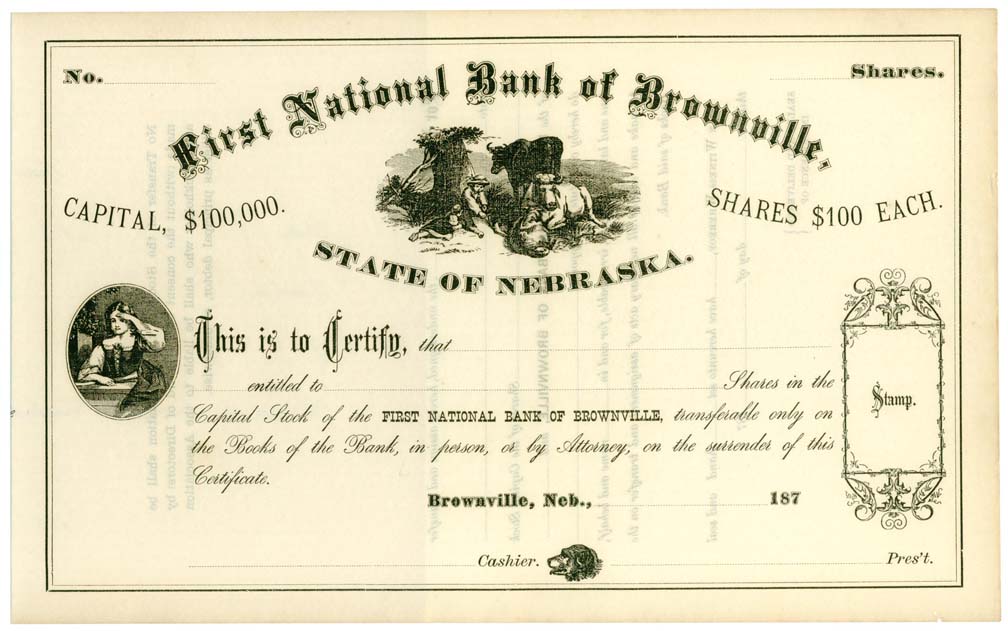 No. Shares.
First National Bank of Brownville,
CAPITAL, $100,000. SHARES $100 EACH.
STATE OF NEBRASKA.
This is to Certify, that
entitled to Shares in the
Capital Stock of the FIRST NATIONAL BANK OF BROWNVILLE, transferable only on
the Books of the Bank, in person, or by Attorney, on the surrender of this
Certificate.
Stamp.
Brownville, Neb., 187
Cashier. Pres't.